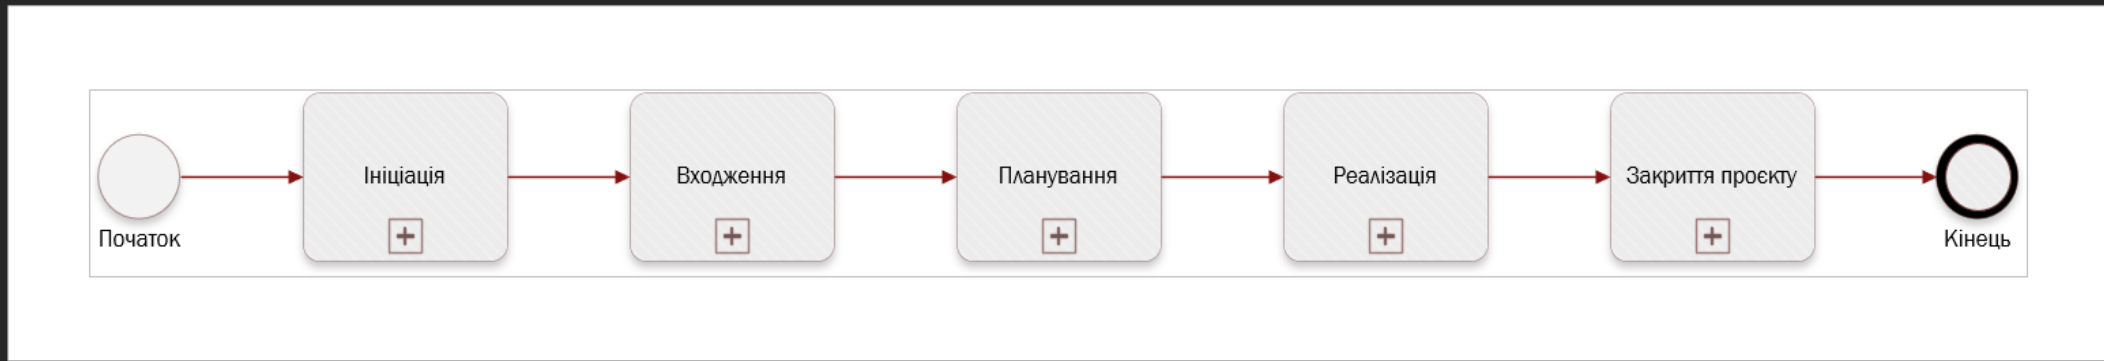 Початок
Ініціація
Входження
Планування
Реалізація
Закриття проєкту
Кінець